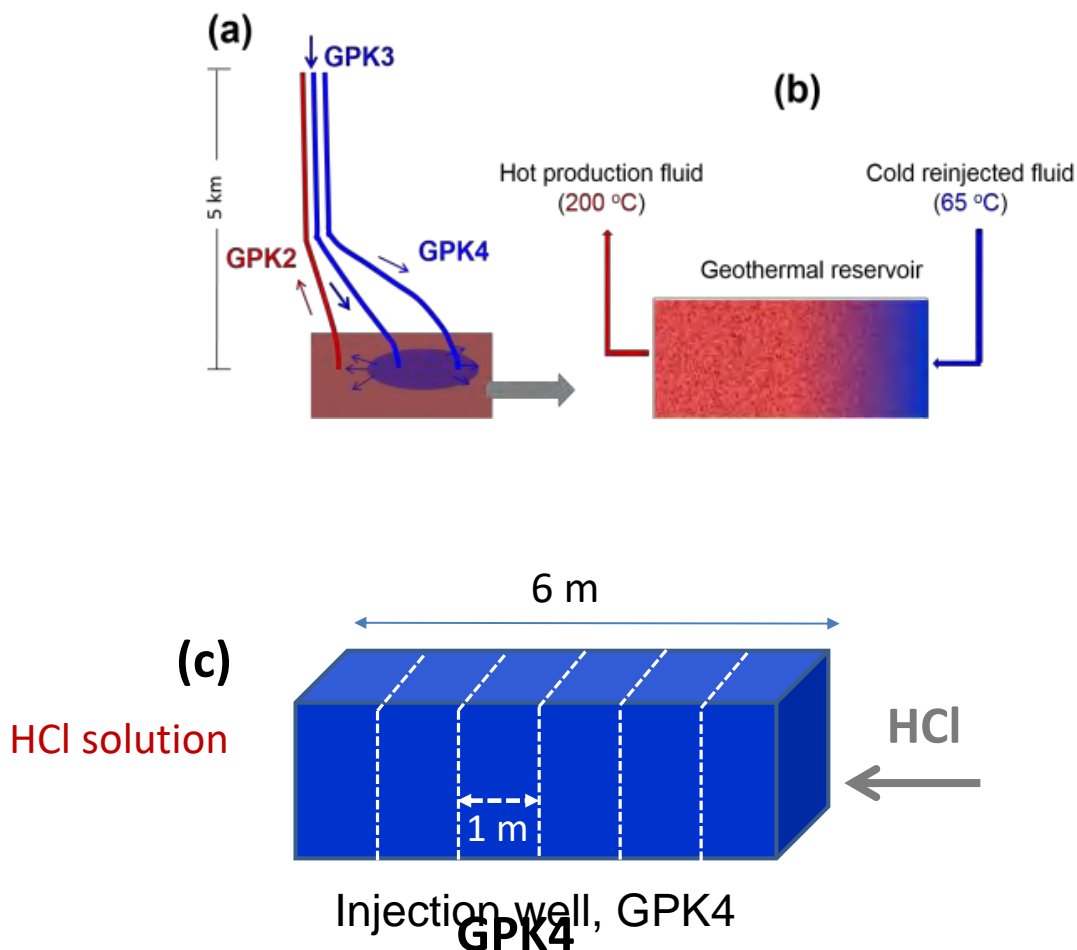 (a)
GPK3
5 km
GPK2
GPK4
(b)
Hot production fluid
(200 °C)
Cold reinjected fluid
(65 °C)
Geothermal reservoir
6 m
(c)
HCl solution
HCl
1 m
Injection well, GPK4
GPK4